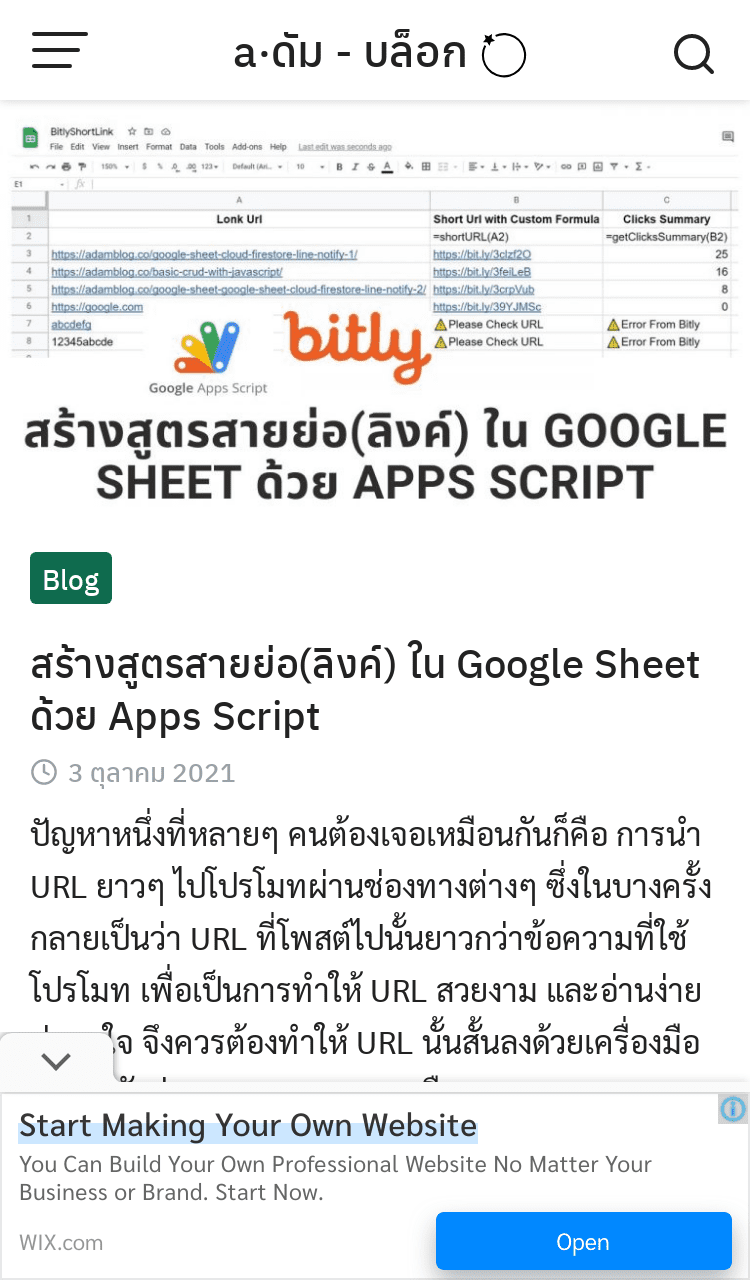 a·ดัม - บล็อก
BitlyShortLink
File Edit View Insert Format Data Tools Add-ons Help Last edit was seconds ago
150% $ % .0 .00 123 Default (Ari... 10 B I S A
E1 fx
A B C
1 Lonk Url Short Url with Custom Formula Clicks Summary
2 =shortURL(A2) =getClicksSummary(B2)
3 https://adamblog.co/google-sheet-cloud-firestore-line-notify-1/ https://bit.ly/3clzf2O 25
4 https://adamblog.co/basic-crud-with-javascript/ https://bit.ly/3feiLeB 16
5 https://adamblog.co/google-sheet-google-sheet-cloud-firestore-line-notify-2/ https://bit.ly/3crpVub 8
6 https://google.com https://bit.ly/39YJMSc 0
7 abcdefg Please Check URL Error From Bitly
8 12345abcde Please Check URL Error From Bitly
bitly
Google Apps Script
สร้างสูตรสายย่อ(ลิงค์) ใน GOOGLE
SHEET ด้วย APPS SCRIPT
Blog
สร้างสูตรสายย่อ(ลิงค์) ใน Google Sheet
ด้วย Apps Script
3 ตุลาคม 2021
ปัญหาหนึ่งที่หลายๆ คนต้องเจอเหมือนกันก็คือ การนำ
URL ยาวๆ ไปโปรโมทผ่านช่องทางต่างๆ ซึ่งในบางครั้ง
กลายเป็นว่า URL ที่โพสต์ไปนั้นยาวกว่าข้อความที่ใช้
โปรโมท เพื่อเป็นการทำให้ URL สวยงาม และอ่านง่าย
จึงควรต้องทำให้ URL นั้นสั้นลงด้วยเครื่องมือ
Start Making Your Own Website
You Can Build Your Own Professional Website No Matter Your
Business or Brand. Start Now.
WIX.com
Open